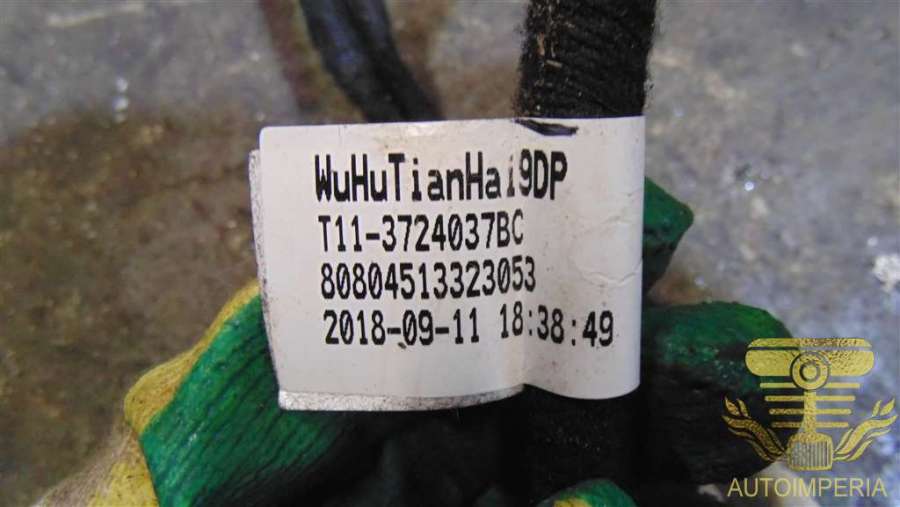 WuHuTianHai9DP
T11-3724037BC
80804513323053
2018-09-11 18:38:49
AUTOIMPERIA